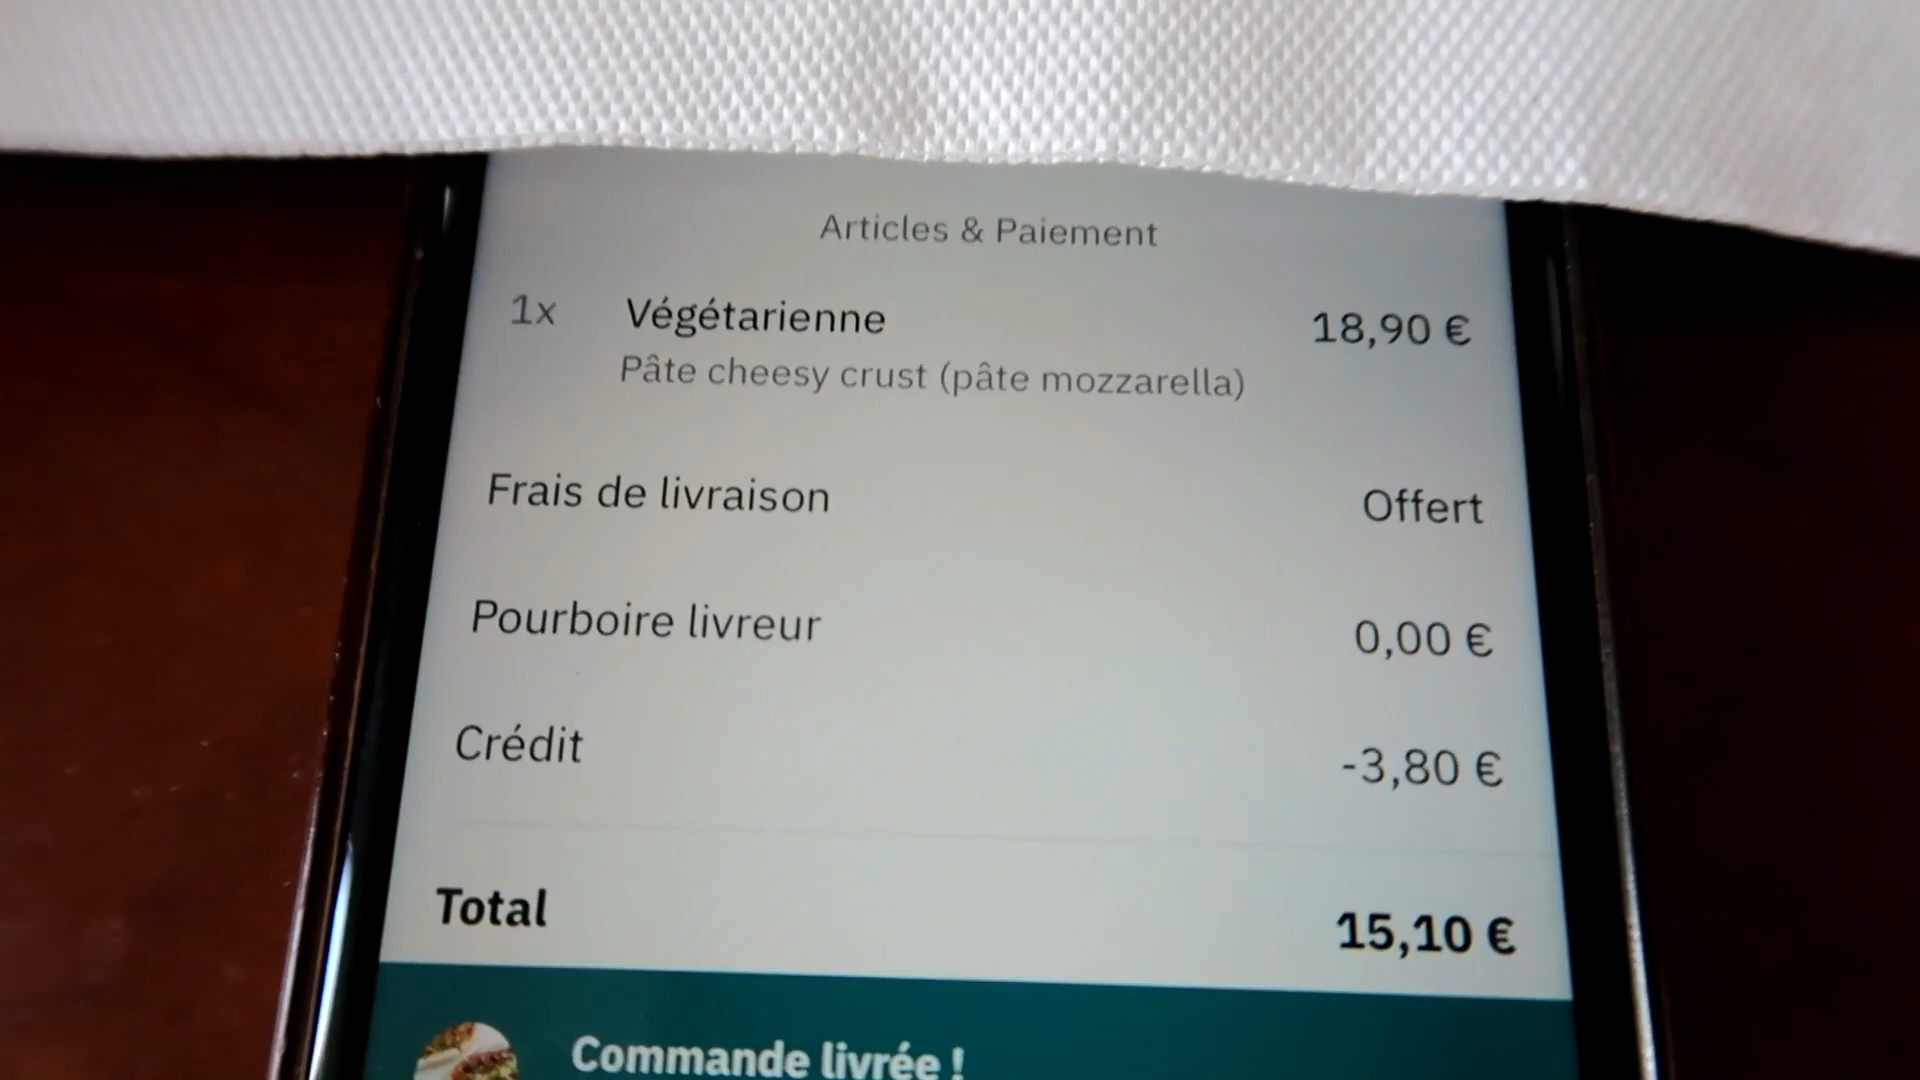 Articles & Paiement
1x Végétarienne 18,90 €
Pâte cheesy crust (pâte mozzarella)
Frais de livraison Offert
Pourboire livreur 0,00 €
Crédit -3,80 €
Total 15,10 €
Commande livrée !